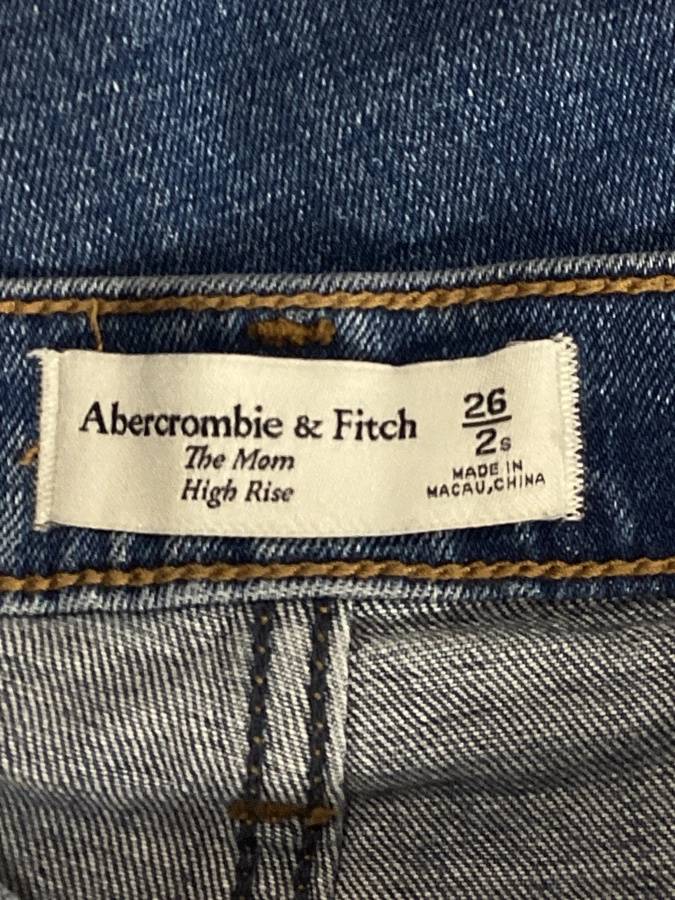 Abercrombie & Fitch
The Mom
High Rise
26
2s
MADE IN
MACAU,CHINA